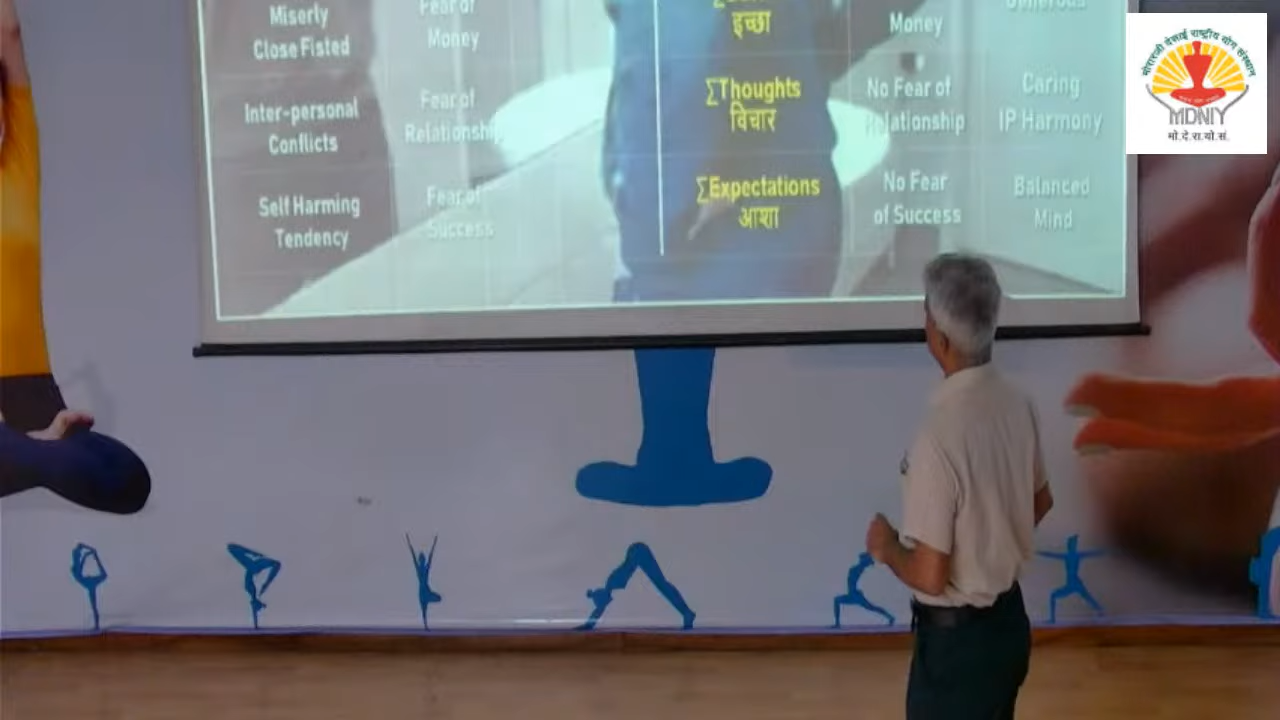 Miserly
Close Fisted
Fear of
Money
इच्छा
Money
Inter-personal
Conflicts
Fear of
Relationship
∑Thoughts
विचार
No Fear of
Relationship
Caring
IP Harmony
Self Harming
Tendency
Fear of
Success
∑Expectations
आशा
No Fear
of Success
Balanced
Mind
मोरारजी देसाई राष्ट्रीय योग संस्थान
MDNIY
मो.दे.रा.यो.सं.